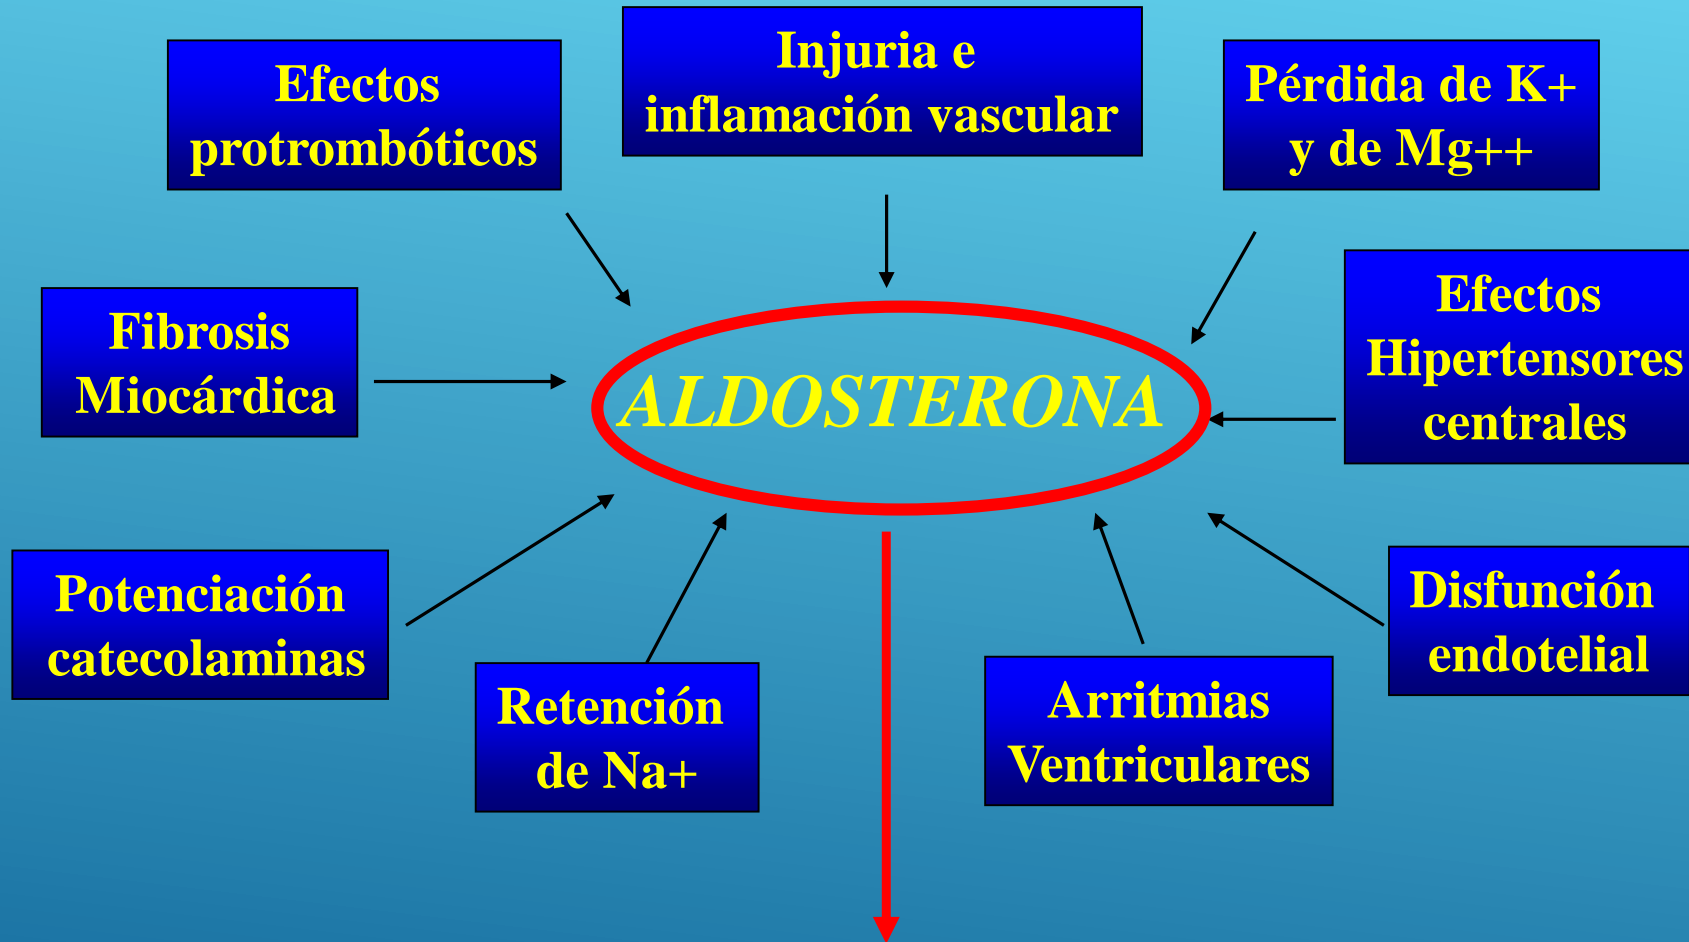 Efectos
protrombóticos
Injuria e
inflamación vascular
Pérdida de K+
y de Mg++
Fibrosis
Miocárdica
ALDOSTERONA
Efectos
Hipertensores
centrales
Potenciación
catecolaminas
Retención
de Na+
Arritmias
Ventriculares
Disfunción
endotelial